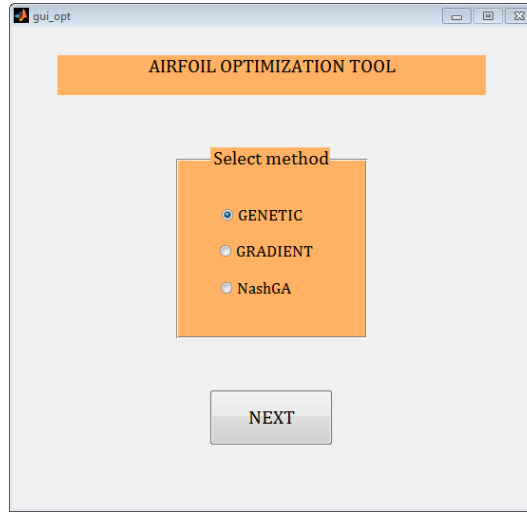 gui_opt
AIRFOIL OPTIMIZATION TOOL
Select method
GENETIC
GRADIENT
NashGA
NEXT